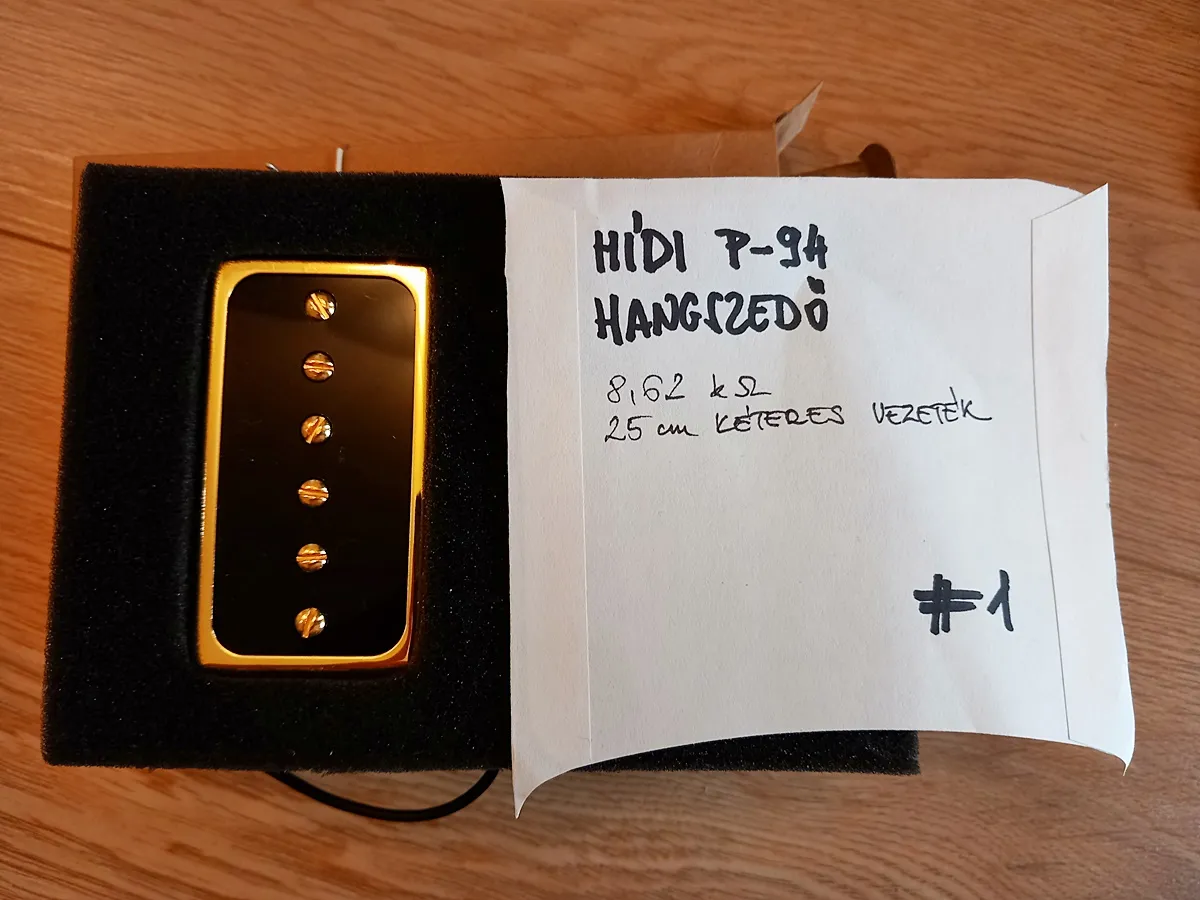 HÍDI P-94
HANGSZEDŐ
8,62 kΩ
25 cm KÉTERES VEZETÉK
#1